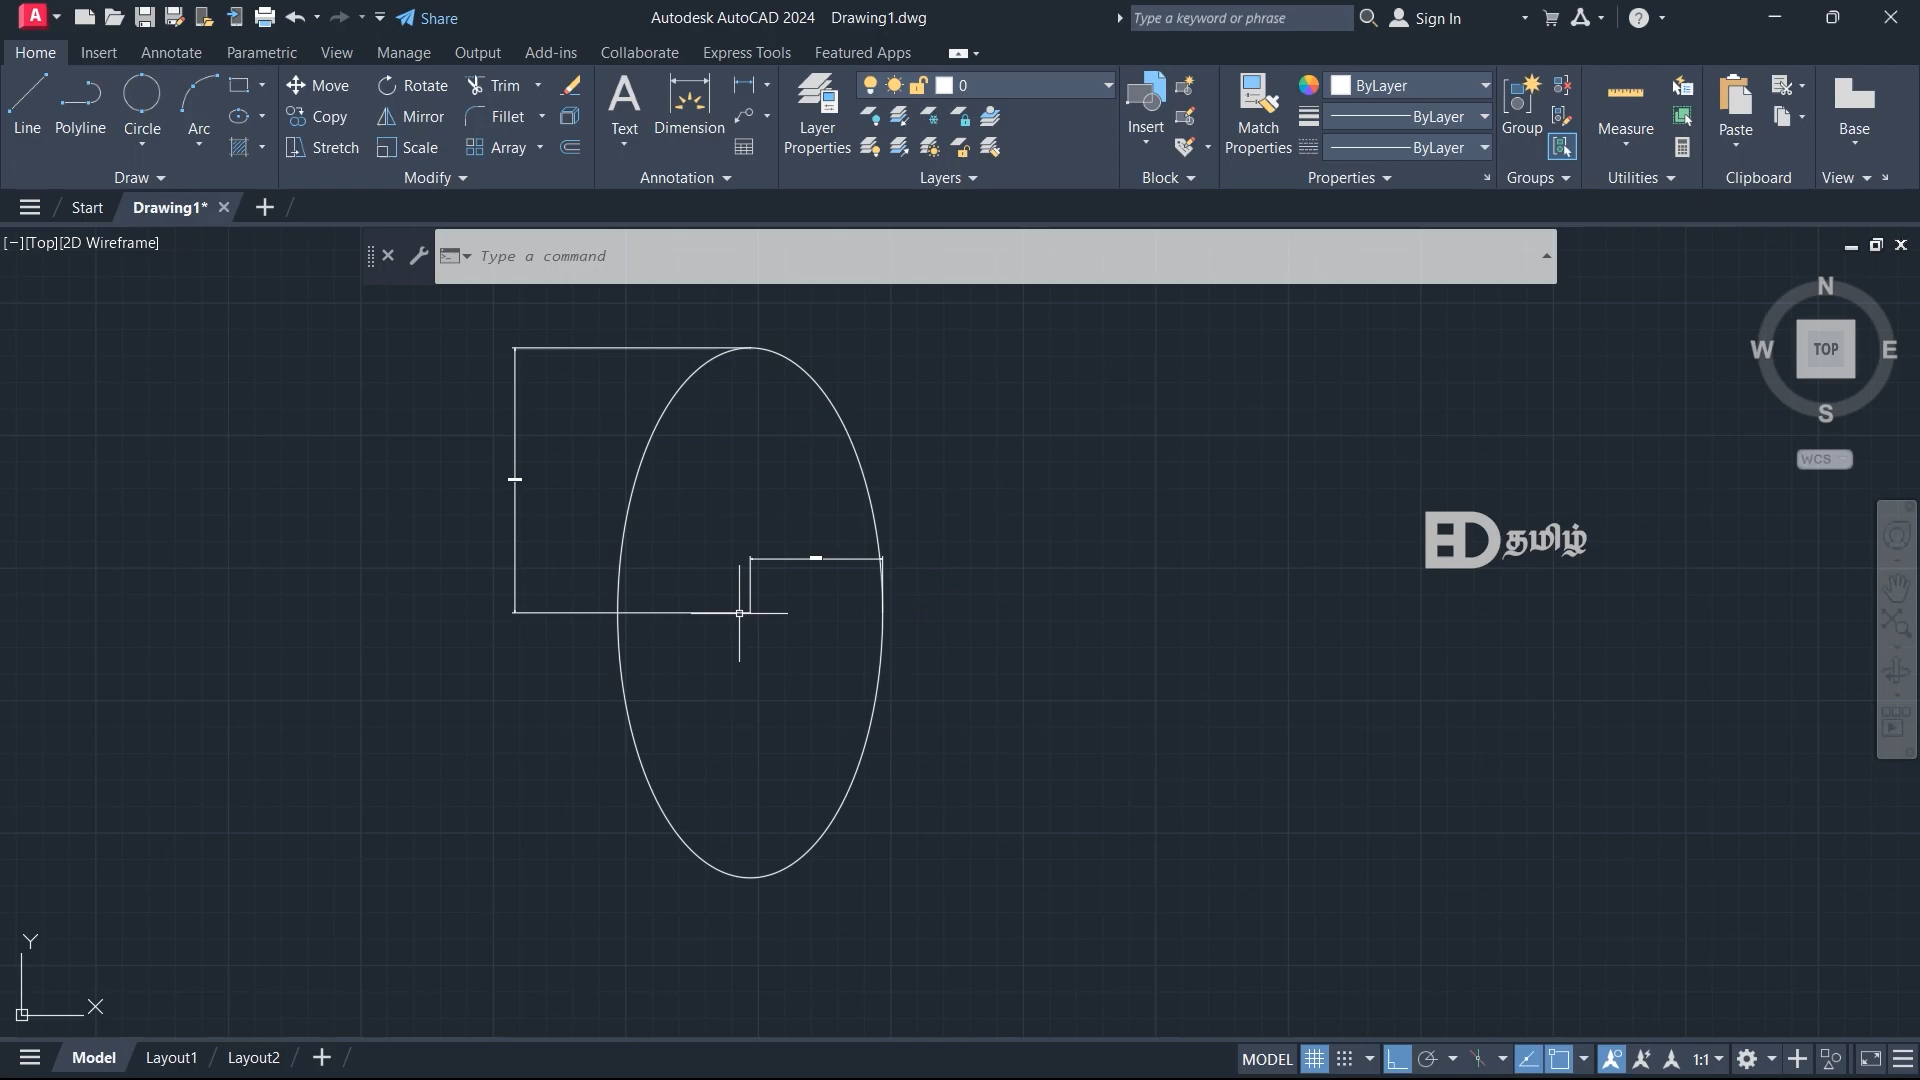 A Share Autodesk AutoCAD 2024 Drawing1.dwg Type a keyword or phrase Sign In
Home Insert Annotate Parametric View Manage Output Add-ins Collaborate Express Tools Featured Apps
Line Polyline Circle Arc
Move Rotate Trim
Copy Mirror Fillet
Stretch Scale Array
A Text Dimension
Layer Properties
0
Insert
Match Properties
ByLayer
ByLayer
ByLayer
Group
Measure
Paste
Base
Draw Modify Annotation Layers Block Properties Groups Utilities Clipboard View
Start Drawing1*
[−][Top][2D Wireframe]
Type a command
N
W TOP E
S
WCS
ED தமிழ்
Y
X
Model Layout1 Layout2 MODEL 1:1